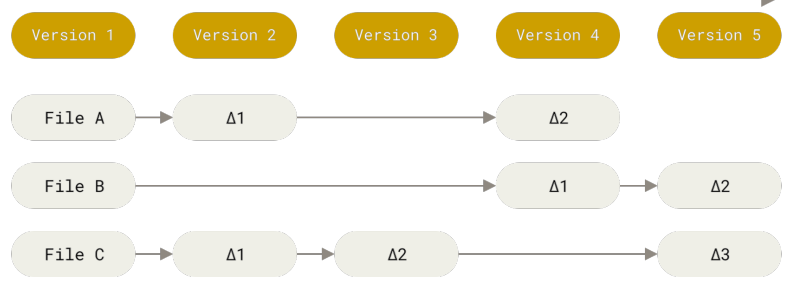 Version 1 Version 2 Version 3 Version 4 Version 5
File A Δ1 Δ2
File B Δ1 Δ2
File C Δ1 Δ2 Δ3